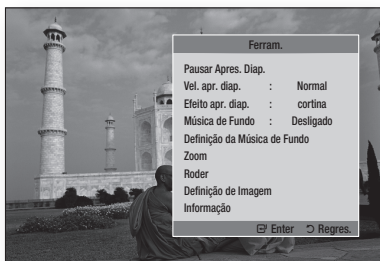 Ferram.
Pausar Apres. Diap.
Vel. apr. diap. : Normal
Efeito apr. diap. : cortina
Música de Fundo : Desligado
Definição da Música de Fundo
Zoom
Roder
Definição de Imagem
Informação
Enter Regres.